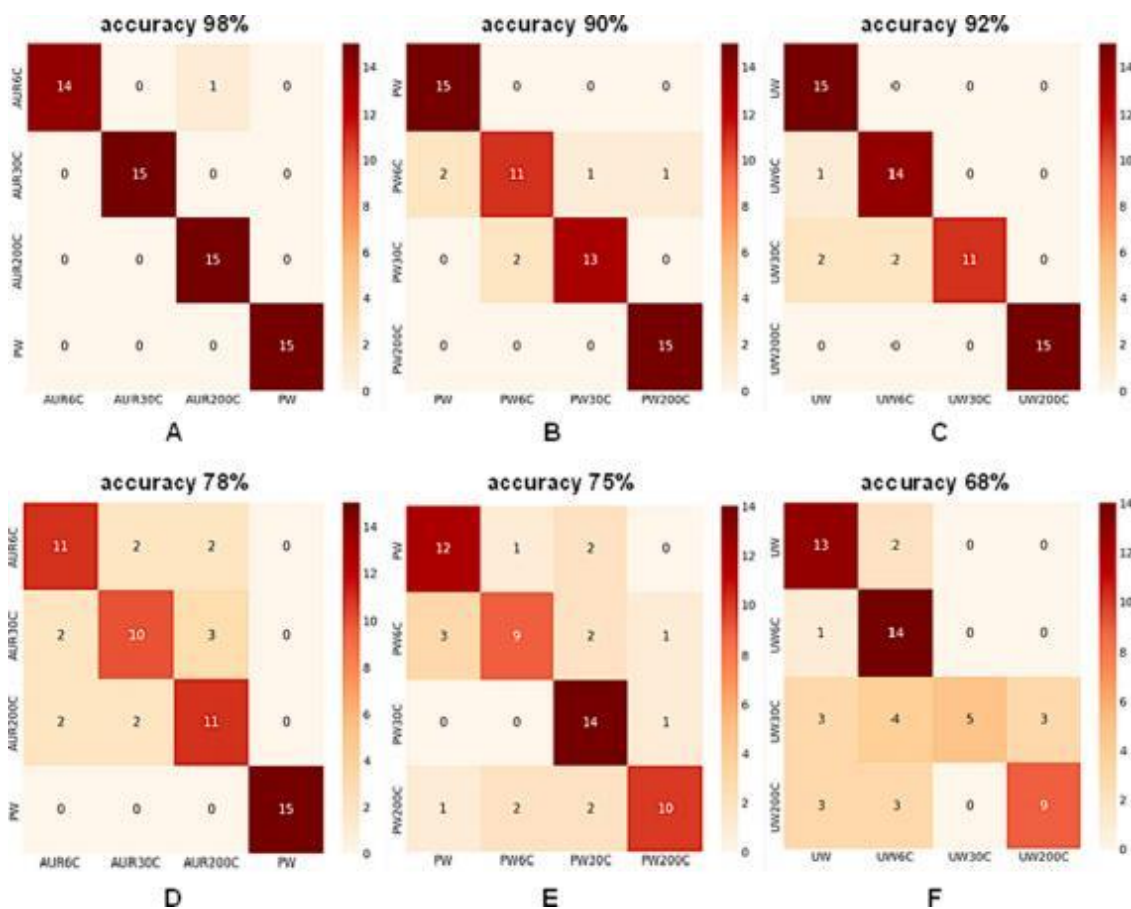 accuracy 98% accuracy 90% accuracy 92%
AUR6C 14 0 1 0 14
AUR30C 0 15 0 0 12 10 8
AUR200C 0 0 15 0 6 4
PW 0 0 0 15 2 0
AUR6C AUR30C AUR200C PW
A
PW 15 0 0 0 14
PW6C 2 11 1 1 12 10 8
PW30C 0 2 13 0 6 4
PW200C 0 0 0 15 2 0
PW PW6C PW30C PW200C
B
UW 15 0 0 0 14
UW6C 1 14 0 0 12 10 8
UW30C 2 2 11 0 6 4
UW200C 0 0 0 15 2 0
UW UW6C UW30C UW200C
C
accuracy 78% accuracy 75% accuracy 68%
AUR6C 11 2 2 0 14
AUR30C 2 10 3 0 12 10 8
AUR200C 2 2 11 0 6 4
PW 0 0 0 15 2 0
AUR6C AUR30C AUR200C PW
D
PW 12 1 2 0 14 12
PW6C 3 9 2 1 10 8
PW30C 0 0 14 1 6 4
PW200C 1 2 2 10 2 0
PW PW6C PW20C PW200C
E
UW 13 2 0 0 14 12
UW6C 1 14 0 0 10 8
UW30C 3 4 5 3 6 4
UW200C 3 3 0 9 2 0
UW UW6C UW30C UW200C
F